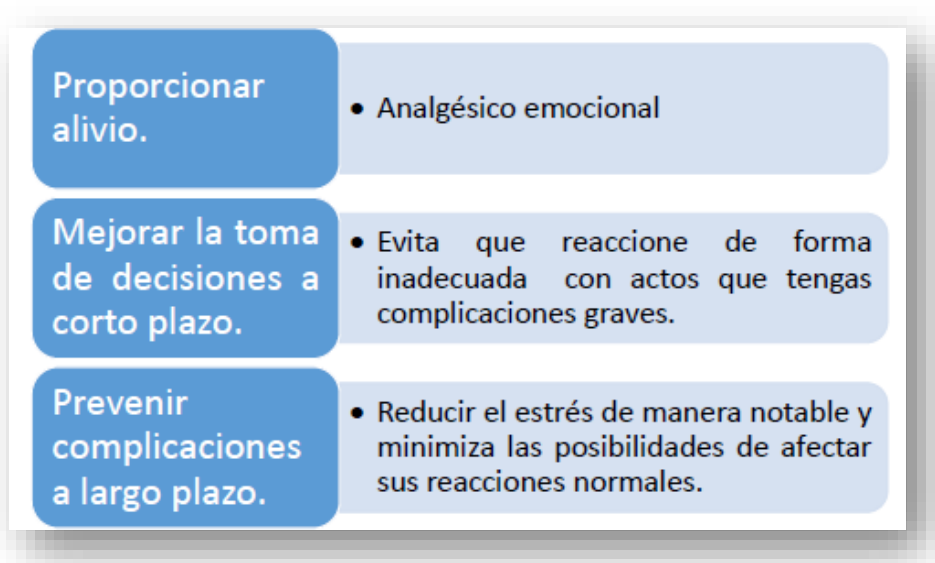 Proporcionar
alivio.
• Analgésico emocional
Mejorar la toma
de decisiones a
corto plazo.
• Evita que reaccione de forma
inadecuada con actos que tengas
complicaciones graves.
Prevenir
complicaciones
a largo plazo.
• Reducir el estrés de manera notable y
minimiza las posibilidades de afectar
sus reacciones normales.